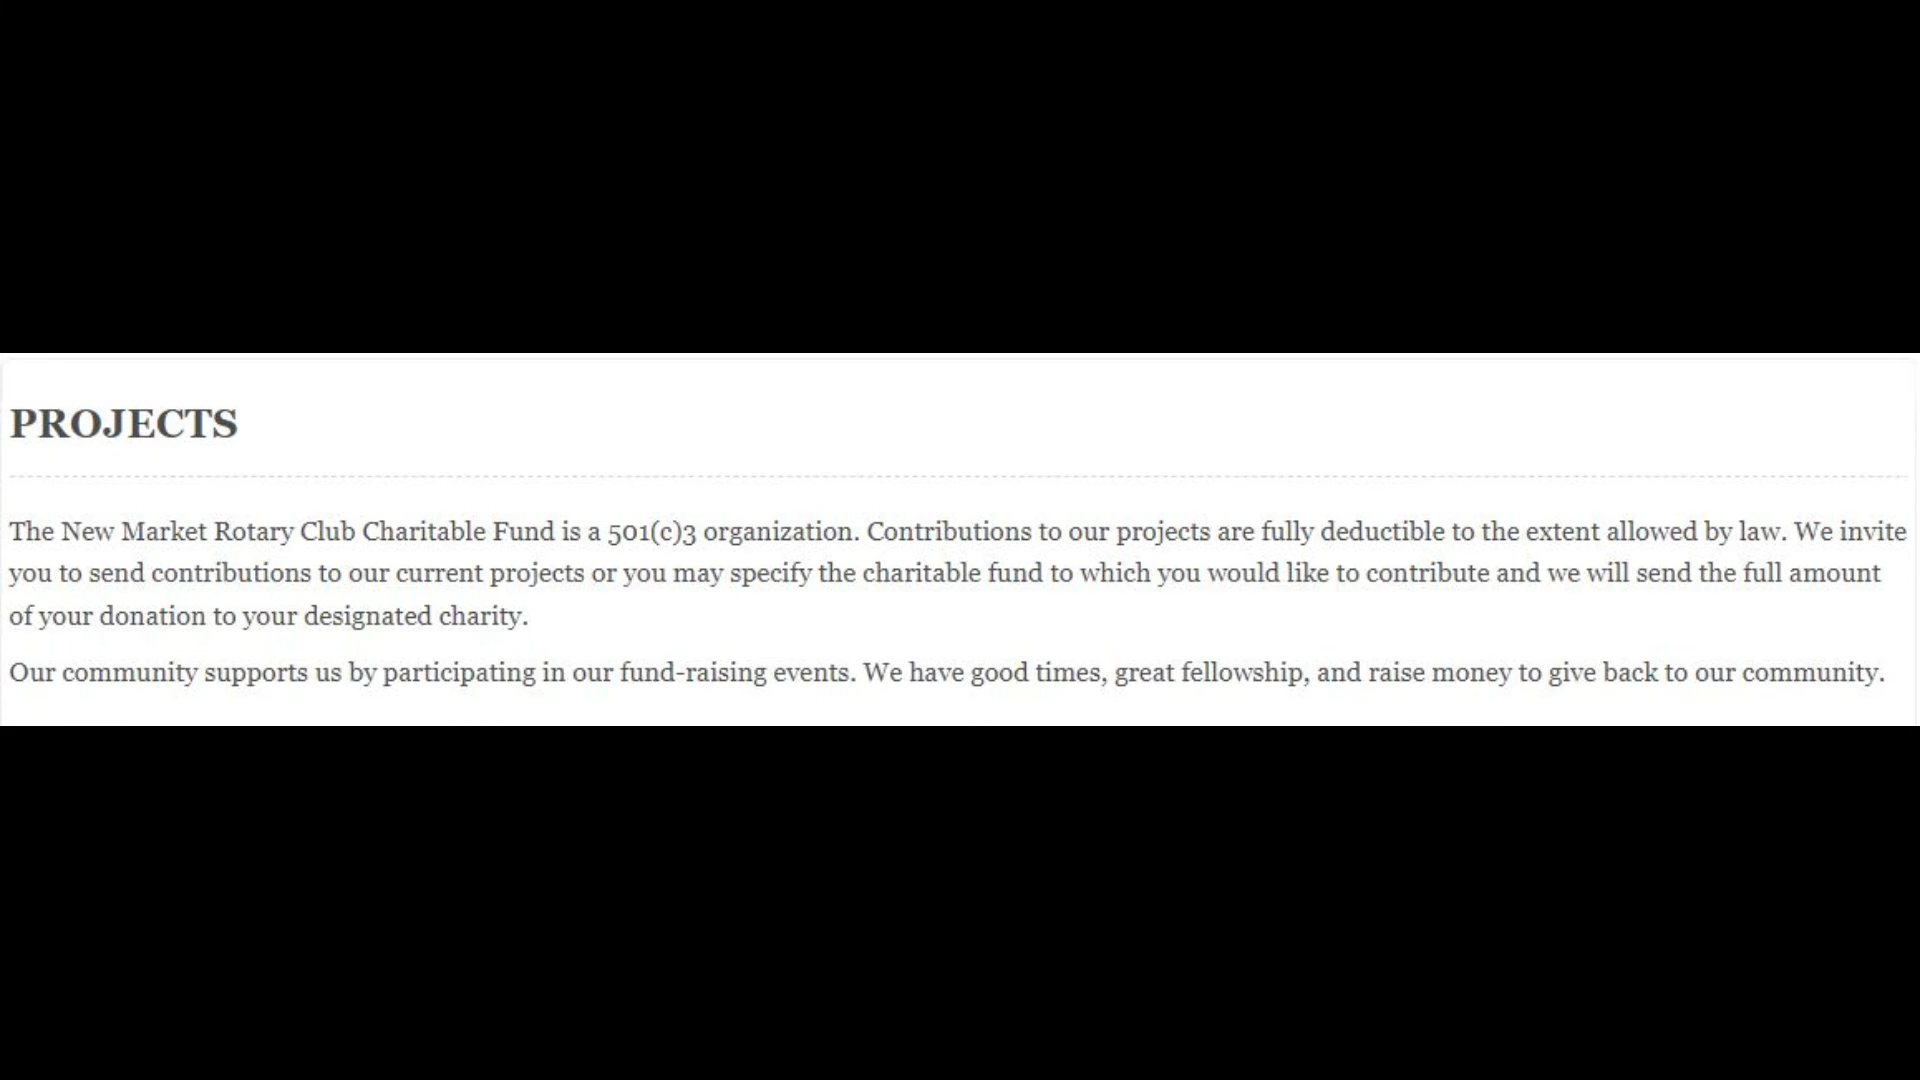 PROJECTS
The New Market Rotary Club Charitable Fund is a 501(c)3 organization. Contributions to our projects are fully deductible to the extent allowed by law. We invite
you to send contributions to our current projects or you may specify the charitable fund to which you would like to contribute and we will send the full amount
of your donation to your designated charity.
Our community supports us by participating in our fund-raising events. We have good times, great fellowship, and raise money to give back to our community.